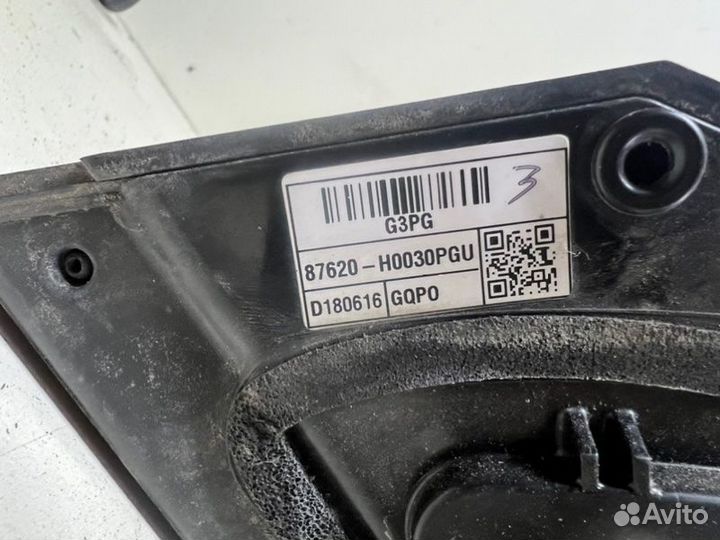 3
G3PG
87620-H0030PGU
D180616 GQPO
Avito